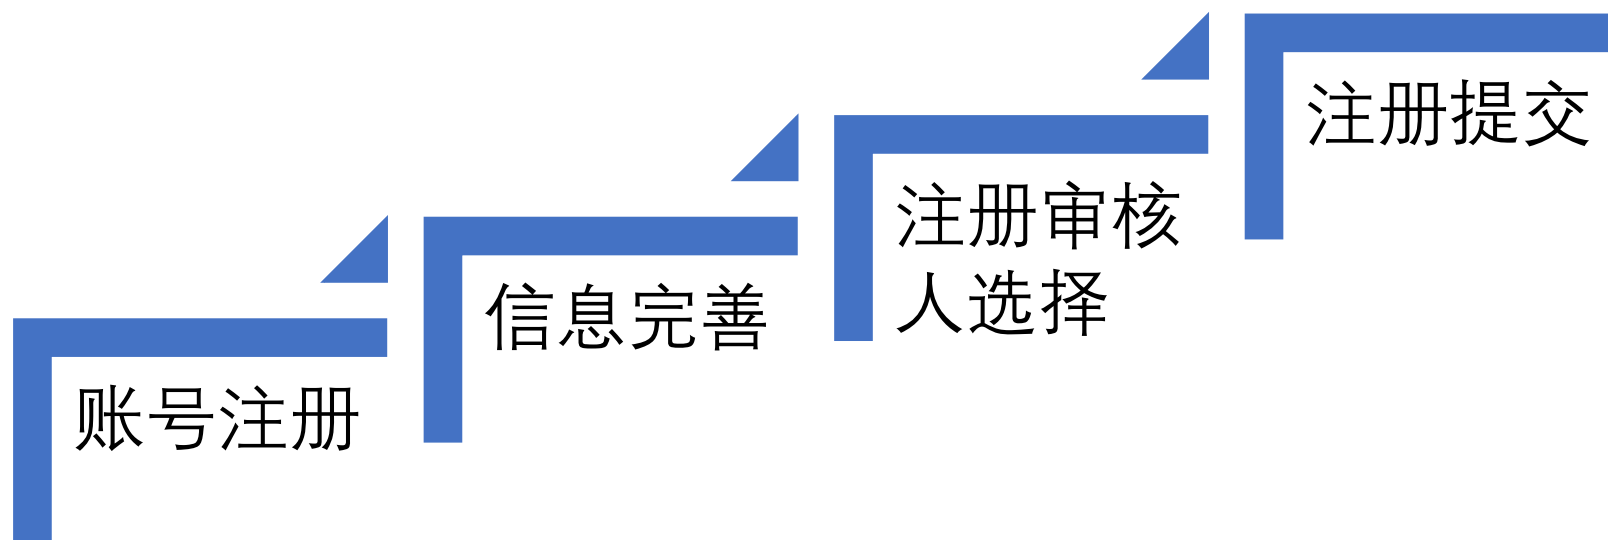 账号注册
信息完善
注册审核
人选择
注册提交